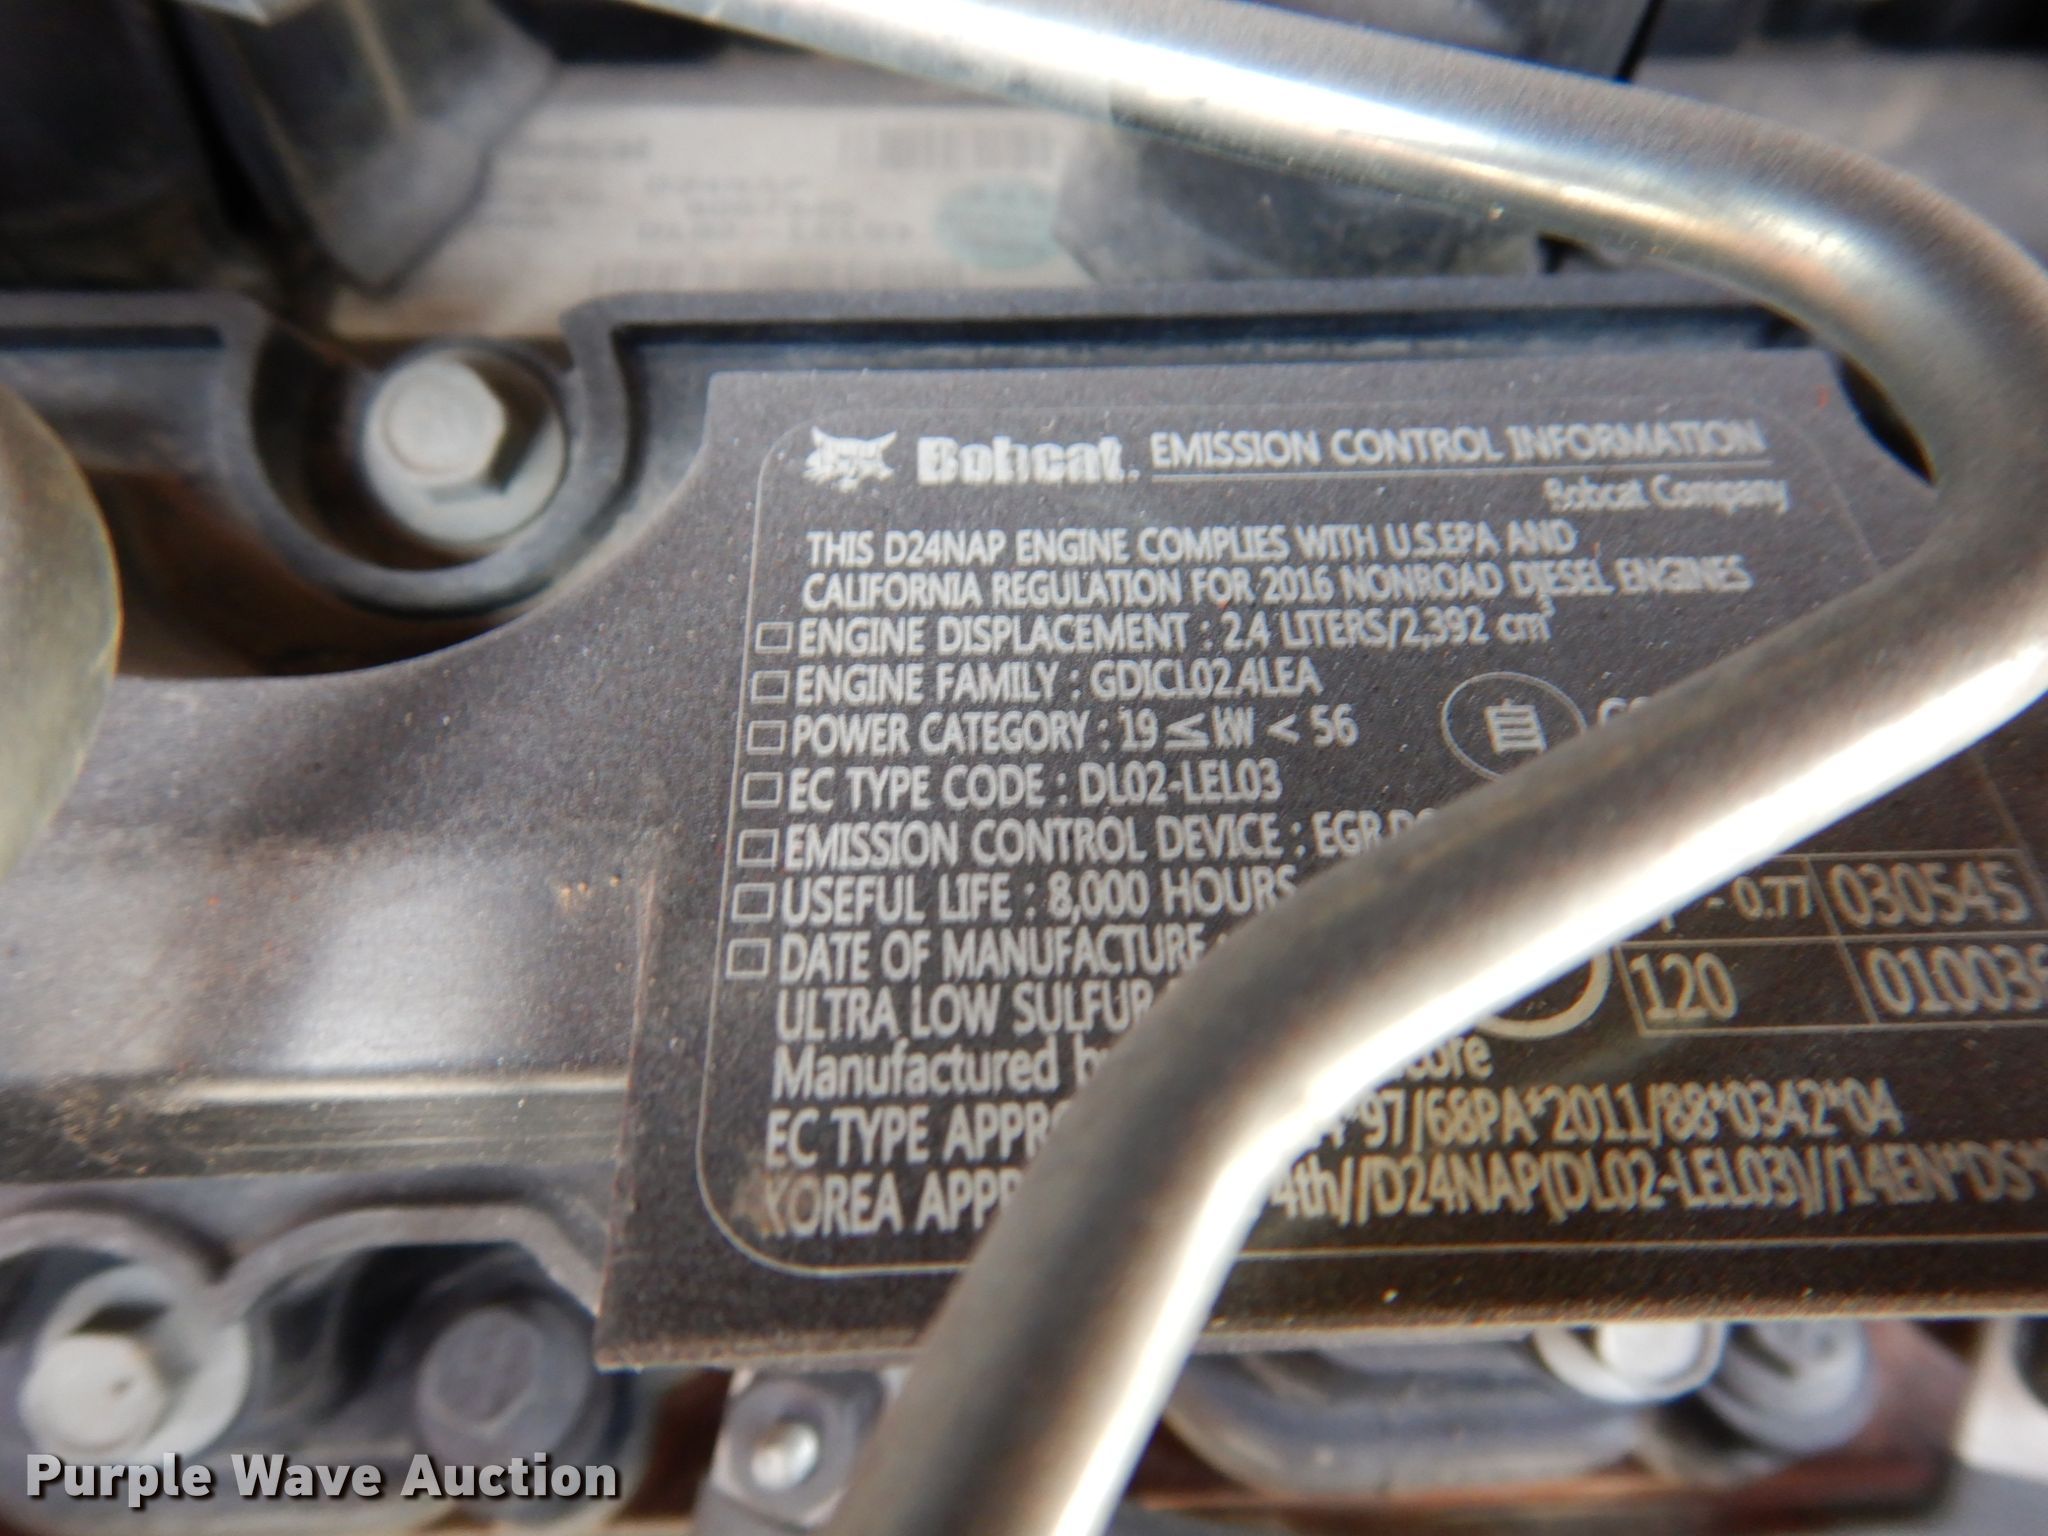 Bobcat. EMISSION CONTROL INFORMATION
Bobcat Company
THIS D24NAP ENGINE COMPLIES WITH U.S.EPA AND
CALIFORNIA REGULATION FOR 2016 NONROAD DIESEL ENGINES
ENGINE DISPLACEMENT : 2.4 LITERS/2,392 cm³
ENGINE FAMILY : GDICL02.4LEA
POWER CATEGORY : 19 ≤ kW < 56
EC TYPE CODE : DL02-LEL03
EMISSION CONTROL DEVICE : EGR
USEFUL LIFE : 8,000 HOURS
- 0.77 030545
DATE OF MANUFACTURE
120 01003
ULTRA LOW SULFUR
Manufactured
EC TYPE
*97/68PA*2011/88*0342*04
KOREA
4th//D24NAP(DL02-LEL03)//14EN*DS*
Purple Wave Auction